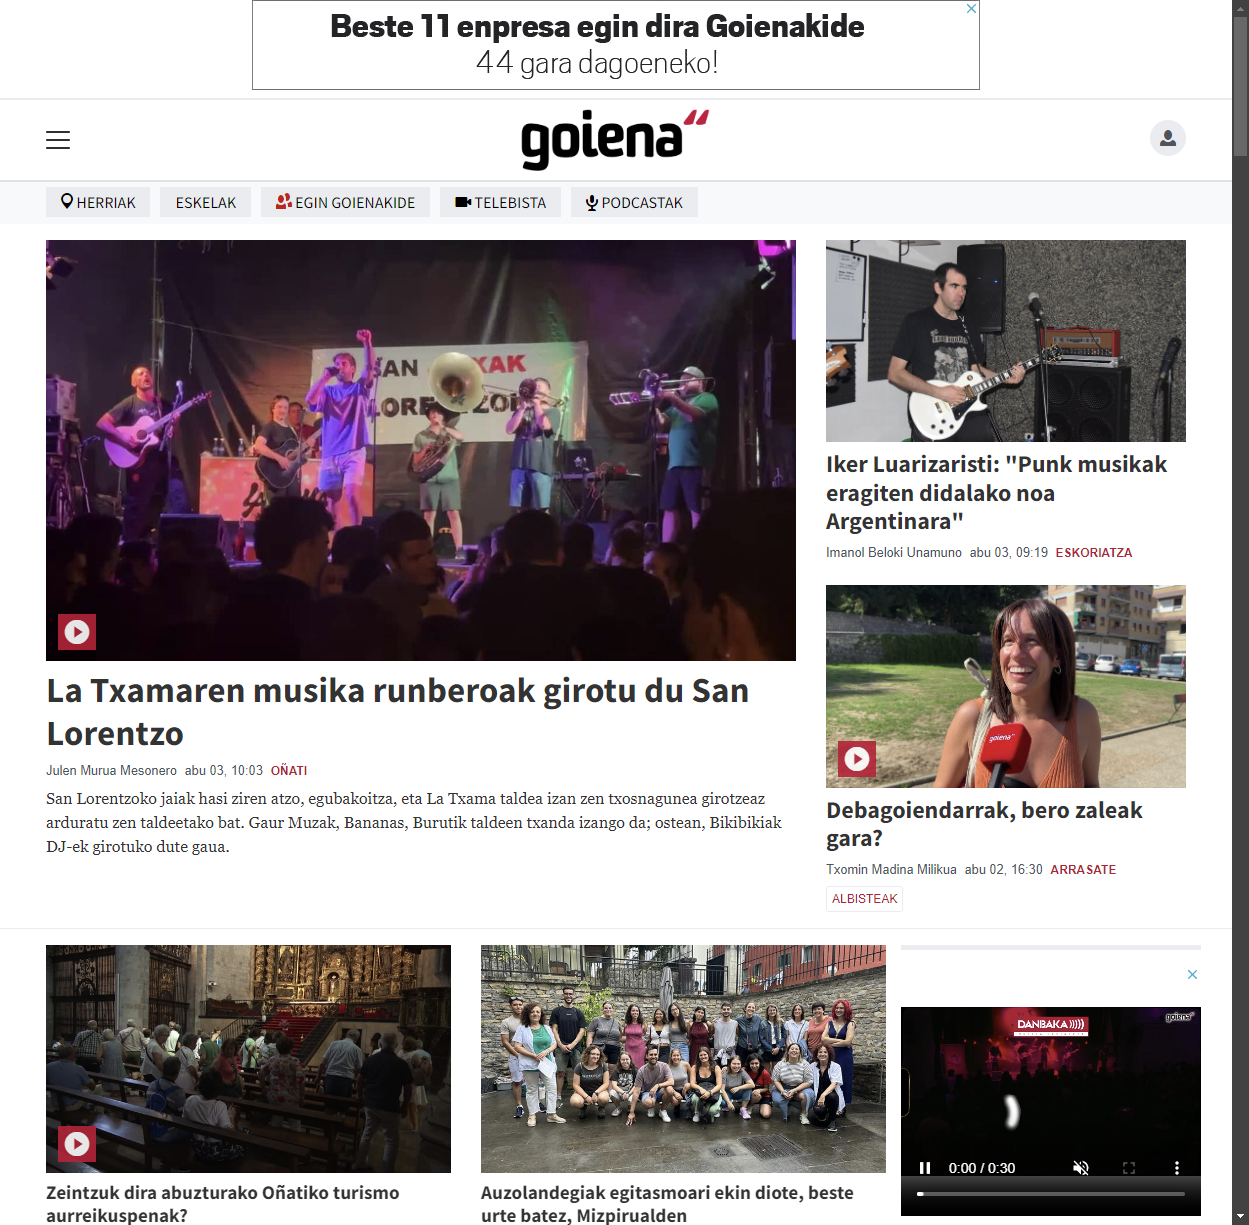 Beste 11 enpresa egin dira Goienakide
44 gara dagoeneko!
goiena
HERRIAK
ESKELAK
EGIN GOIENAKIDE
TELEBISTA
PODCASTAK
SAN
XAK
LOREN
La Txamaren musika runberoak girotu du San
Lorentzo
Julen Murua Mesonero abu 03, 10:03 OÑATI
San Lorentzoko jaiak hasi ziren atzo, egubakoitza, eta La Txama taldea izan zen txosnagunea girotzeaz
arduratu zen taldeetako bat. Gaur Muzak, Bananas, Burutik taldeen txanda izango da; ostean, Bikibikiak
DJ-ek girotuko dute gaua.
Iker Luarizaristi: "Punk musikak
eragiten didalako noa
Argentinara"
Imanol Beloki Unamuno abu 03, 09:19 ESKORIATZA
goiena
Debagoiendarrak, bero zaleak
gara?
Txomin Madina Milikua abu 02, 16:30 ARRASATE
ALBISTEAK
Zeintzuk dira abuzturako Oñatiko turismo
aurreikuspenak?
Auzolandegiak egitasmoari ekin diote, beste
urte batez, Mizpirualden
DANBAKA
goiena
0:00 / 0:30